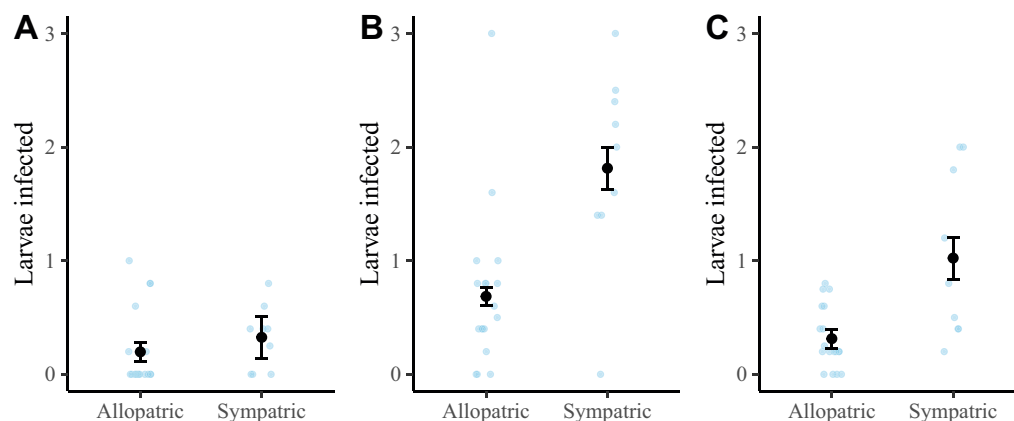 A
Larvae infected
3
2
1
0
Allopatric
Sympatric
B
Larvae infected
3
2
1
0
Allopatric
Sympatric
C
Larvae infected
3
2
1
0
Allopatric
Sympatric